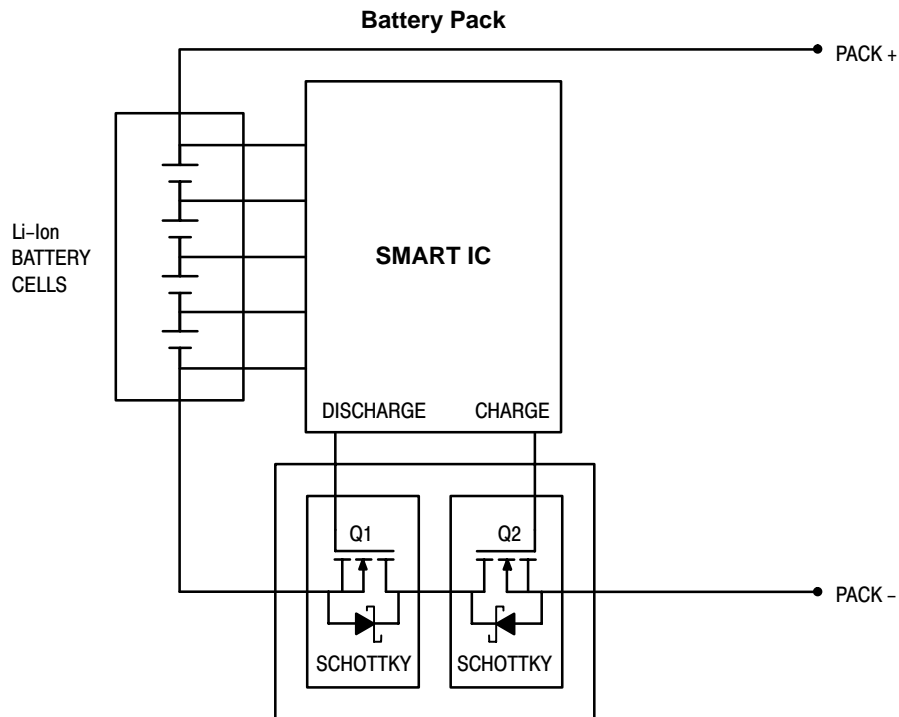 Battery Pack
PACK +
Li–Ion
BATTERY
CELLS
SMART IC
DISCHARGE
CHARGE
Q1
Q2
SCHOTTKY
SCHOTTKY
PACK –